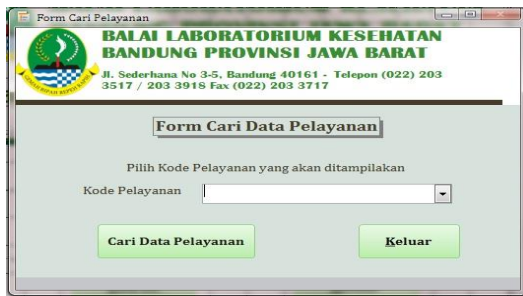 Form Cari Pelayanan
BALAI LABORATORIUM KESEHATAN
BANDUNG PROVINSI JAWA BARAT
Jl. Sederhana No 3-5, Bandung 40161 - Telepon (022) 203
3517 / 203 3918 Fax (022) 203 3717
Form Cari Data Pelayanan
Pilih Kode Pelayanan yang akan ditampilakan
Kode Pelayanan
Cari Data Pelayanan
Keluar